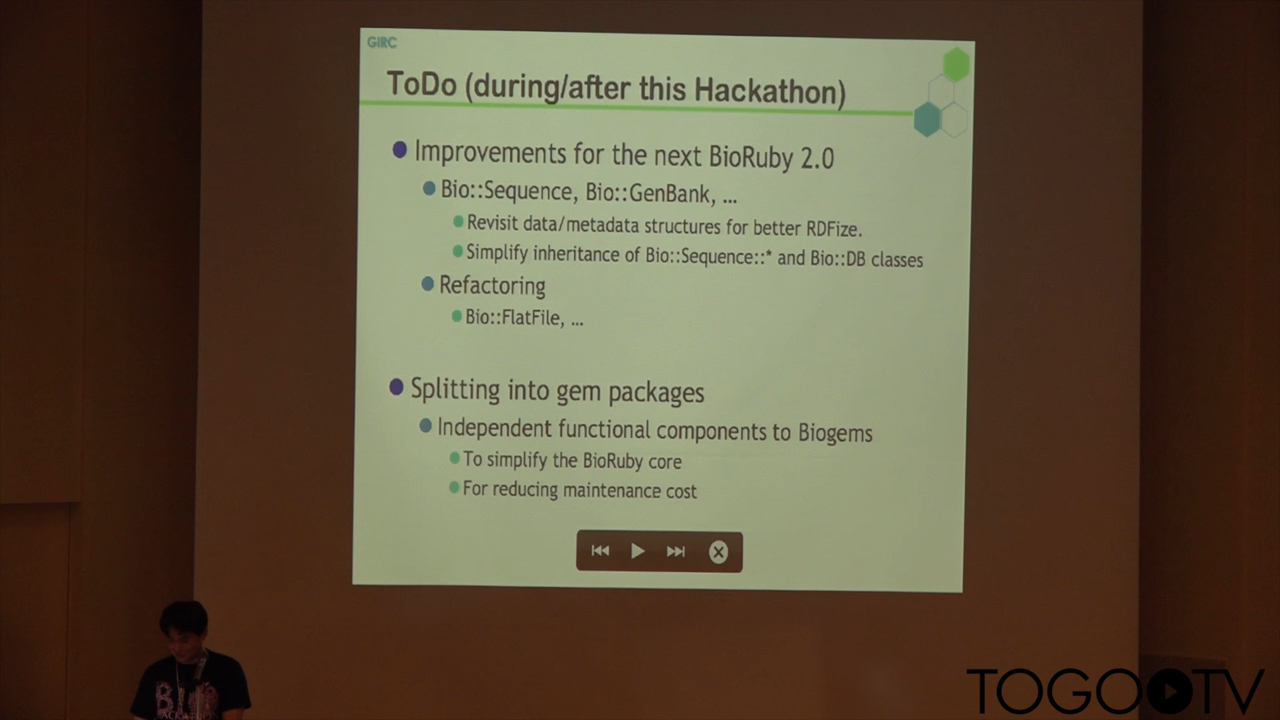 GIRC
ToDo (during/after this Hackathon)
Improvements for the next BioRuby 2.0
Bio::Sequence, Bio::GenBank, ...
Revisit data/metadata structures for better RDFize.
Simplify inheritance of Bio::Sequence::* and Bio::DB classes
Refactoring
Bio::FlatFile, ...
Splitting into gem packages
Independent functional components to Biogems
To simplify the BioRuby core
For reducing maintenance cost
BIO
TOGOTV